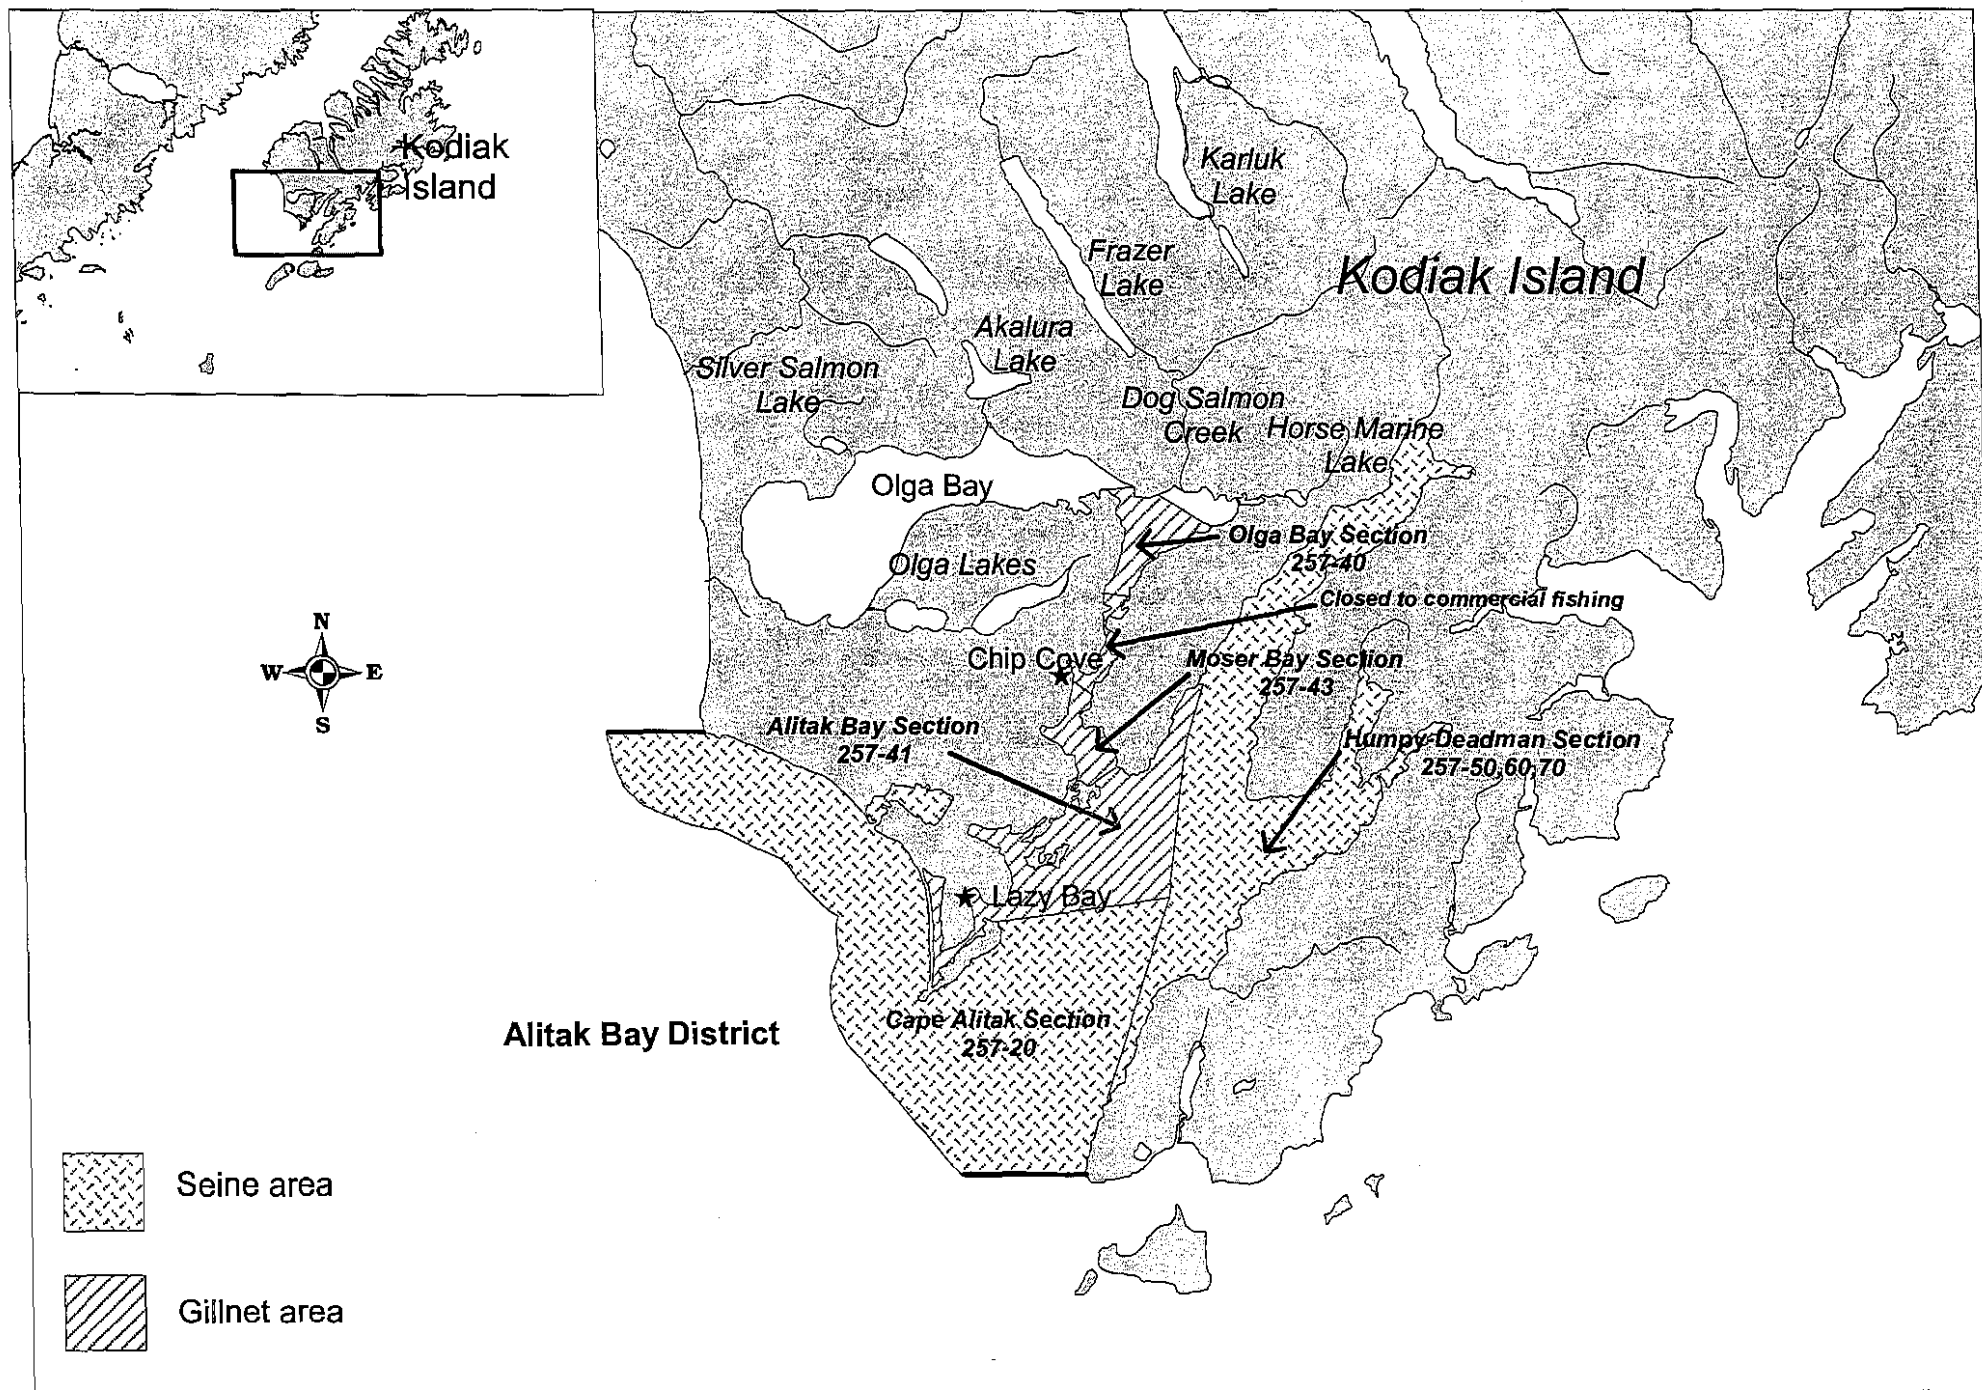 Kodiak
Island
Karluk
Lake
Frazer
Lake
Kodiak Island
Akalura
Lake
Silver Salmon
Lake
Dog Salmon
Creek
Horse Marine
Lake
Olga Bay
Olga Bay Section
257-40
Olga Lakes
Closed to commercial fishing
N
W E
S
Chip Cove
Moser Bay Section
257-43
Alitak Bay Section
257-41
Humpy-Deadman Section
257-50,60,70
Lazy Bay
Cape Alitak Section
257-20
Alitak Bay District
Seine area
Gillnet area